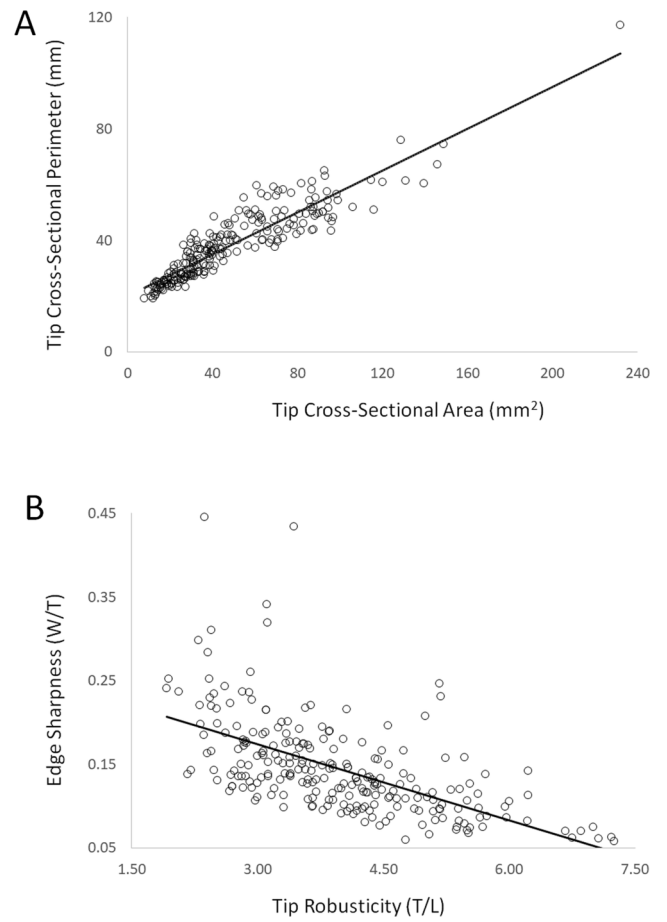 A
120
80
40
0
Tip Cross-Sectional Perimeter (mm)
0 40 80 120 160 200 240
Tip Cross-Sectional Area (mm²)
B
0.45
0.35
0.25
0.15
0.05
Edge Sharpness (W/T)
1.50 3.00 4.50 6.00 7.50
Tip Robusticity (T/L)